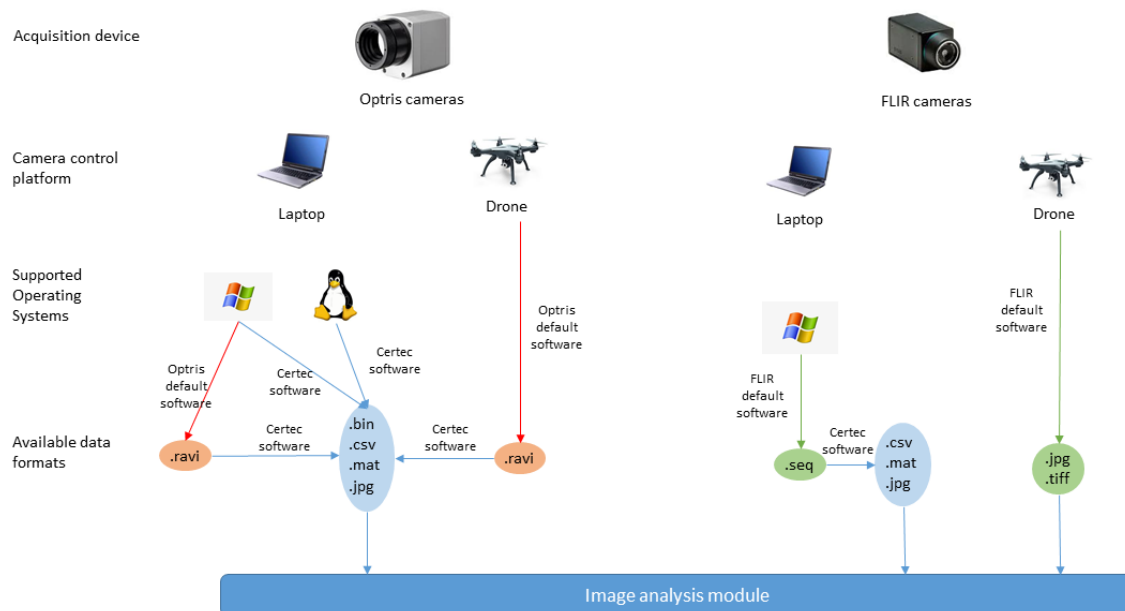 Acquisition device
Optris cameras
FLIR cameras
Camera control
platform
Laptop
Drone
Laptop
Drone
Supported
Operating
Systems
Optris
default
software
Certec
software
Certec
software
Optris
default
software
FLIR
default
software
FLIR
default
software
Available data
formats
.ravi
Certec
software
.bin
.csv
.mat
.jpg
Certec
software
.ravi
.seq
Certec
software
.csv
.mat
.jpg
.jpg
.tiff
Image analysis module